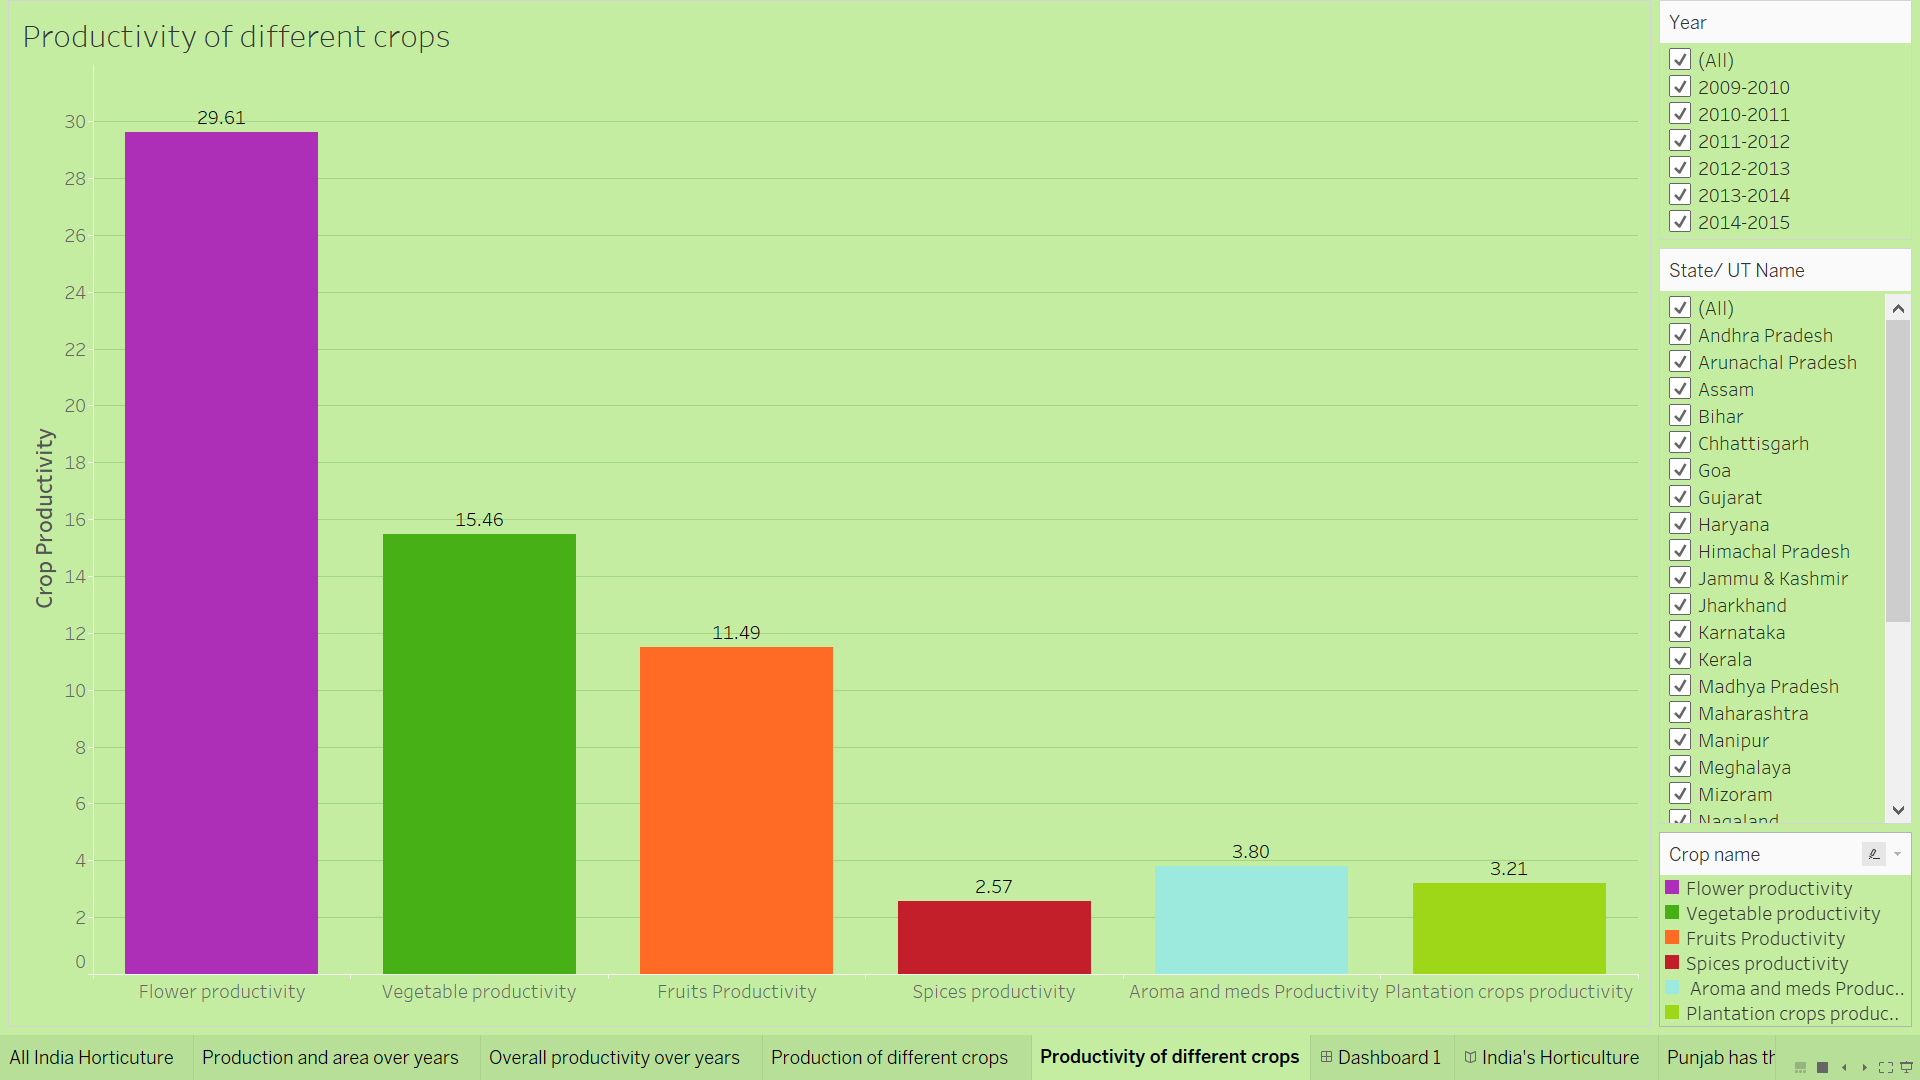 Productivity of different crops
Crop Productivity
30
28
26
24
22
20
18
16
14
12
10
8
6
4
2
0
29.61
15.46
11.49
2.57
3.80
3.21
Flower productivity
Vegetable productivity
Fruits Productivity
Spices productivity
Aroma and meds Productivity
Plantation crops productivity
Year
(All)
2009-2010
2010-2011
2011-2012
2012-2013
2013-2014
2014-2015
State/ UT Name
(All)
Andhra Pradesh
Arunachal Pradesh
Assam
Bihar
Chhattisgarh
Goa
Gujarat
Haryana
Himachal Pradesh
Jammu & Kashmir
Jharkhand
Karnataka
Kerala
Madhya Pradesh
Maharashtra
Manipur
Meghalaya
Mizoram
Nagaland
Crop name
Flower productivity
Vegetable productivity
Fruits Productivity
Spices productivity
Aroma and meds Produc..
Plantation crops produc..
All India Horticuture
Production and area over years
Overall productivity over years
Production of different crops
Productivity of different crops
Dashboard 1
India's Horticulture
Punjab has th